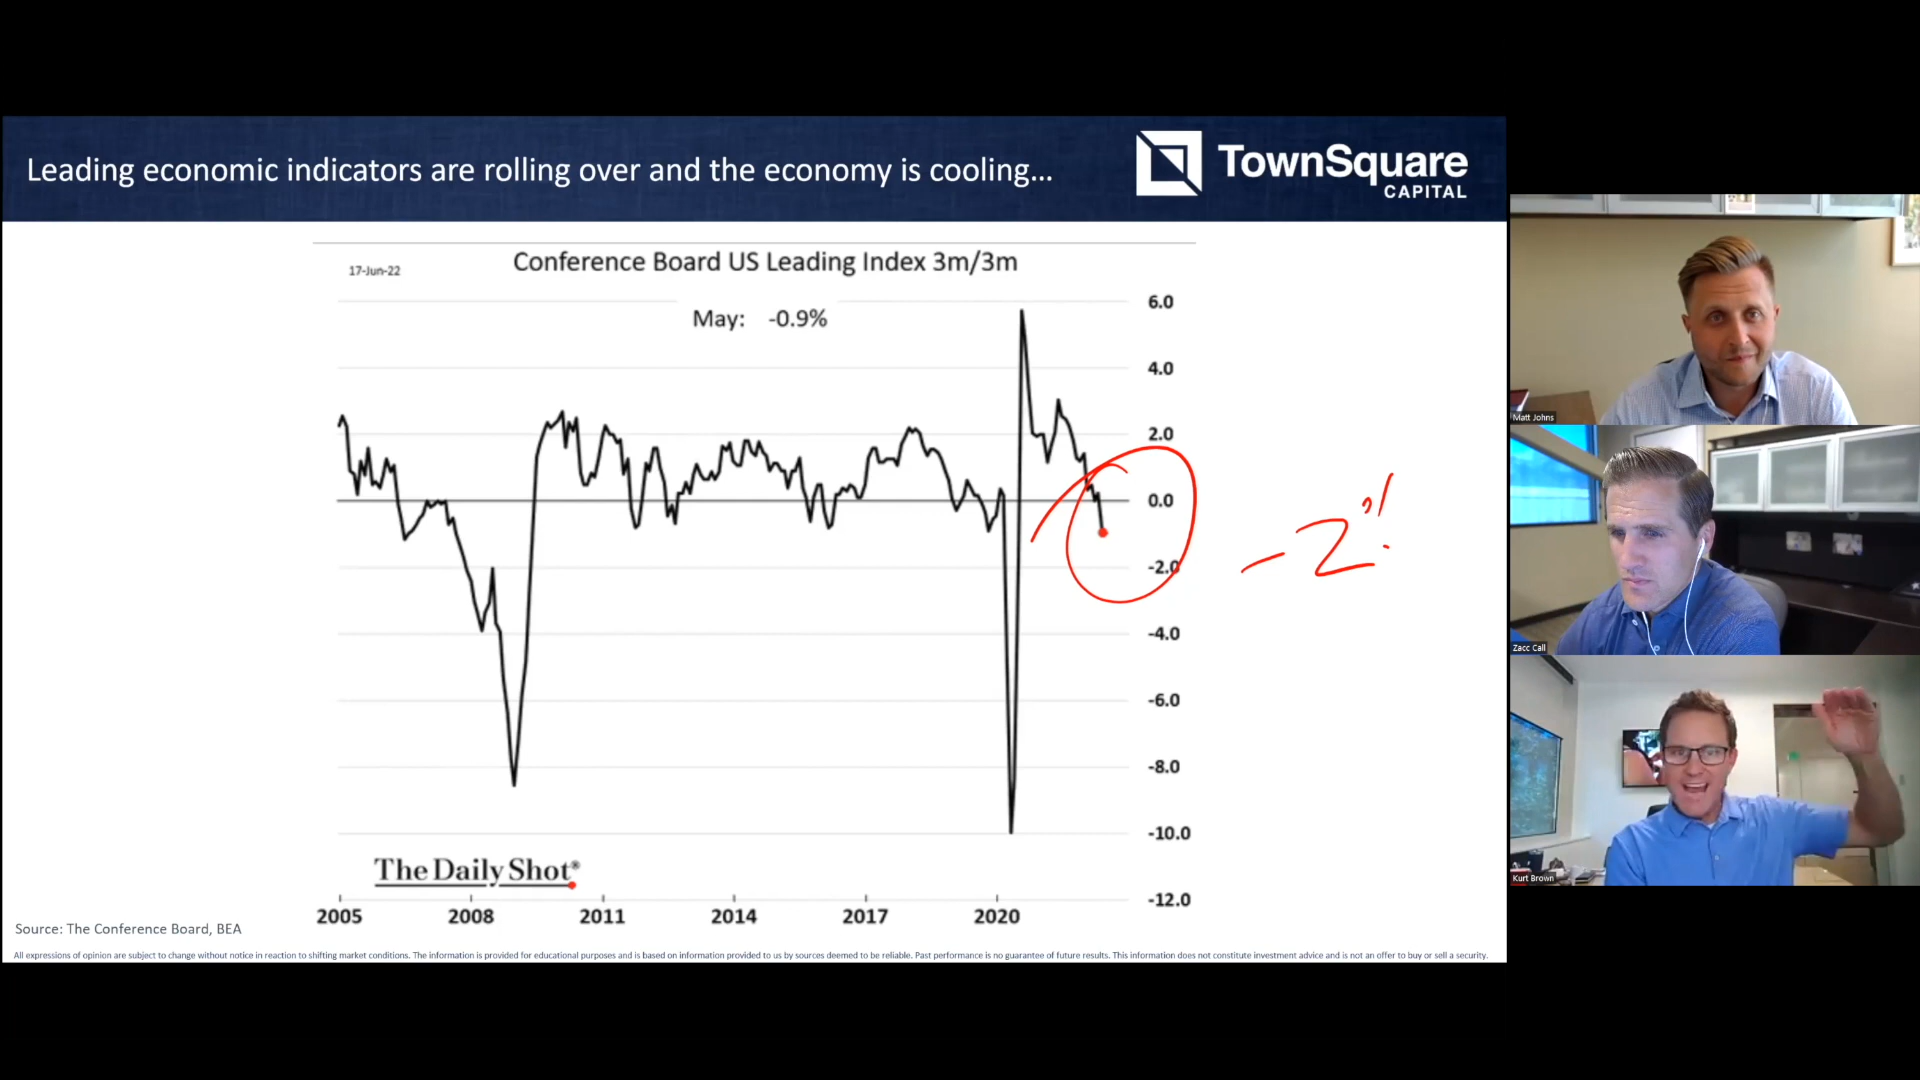 Leading economic indicators are rolling over and the economy is cooling...
TownSquare
CAPITAL
17-Jun-22
Conference Board US Leading Index 3m/3m
May: -0.9%
6.0
4.0
2.0
0.0
-2.0
-4.0
-6.0
-8.0
-10.0
-12.0
-2%
The Daily Shot®
2005 2008 2011 2014 2017 2020
Source: The Conference Board, BEA
All expressions of opinion are subject to change without notice in reaction to shifting market conditions. The information is provided for educational purposes and is based on information provided to us by sources deemed to be reliable. Past performance is no guarantee of future results. This information does not constitute investment advice and is not an offer to buy or sell a security.
Matt Johns
Zacc Call
Kurt Brown